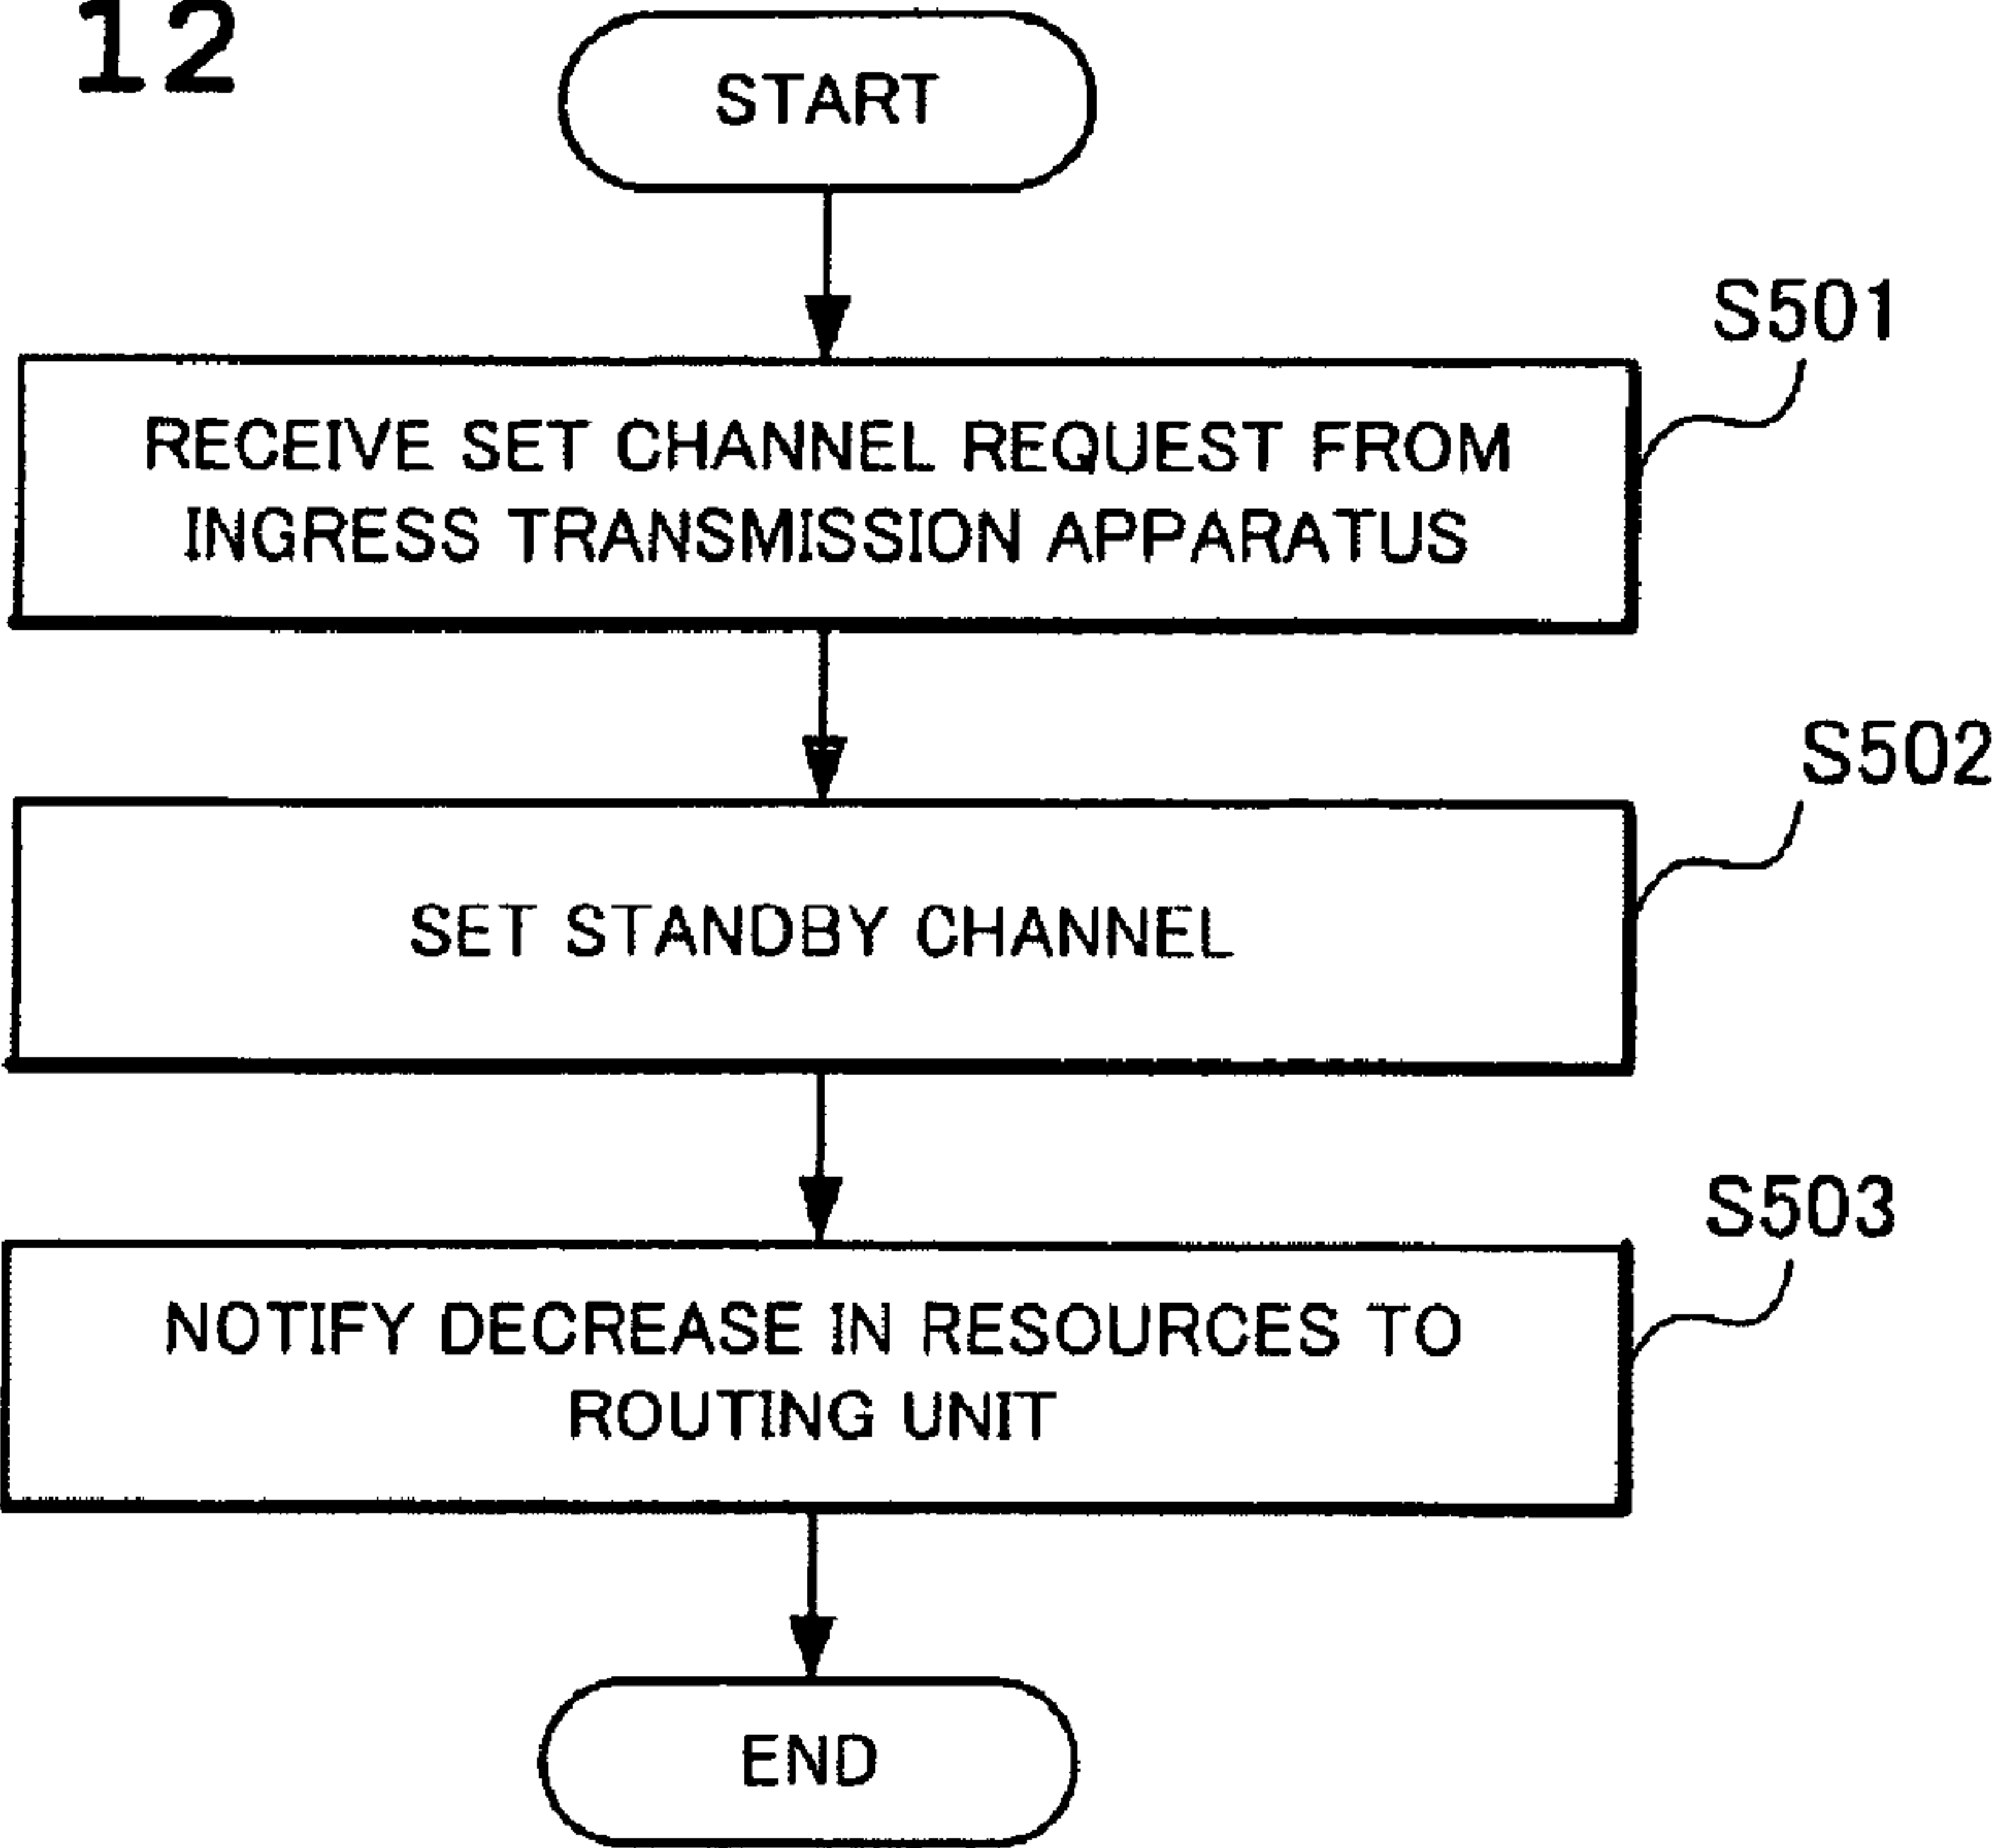 12
START
S501
RECEIVE SET CHANNEL REQUEST FROM
INGRESS TRANSMISSION APPARATUS
S502
SET STANDBY CHANNEL
S503
NOTIFY DECREASE IN RESOURCES TO
ROUTING UNIT
END